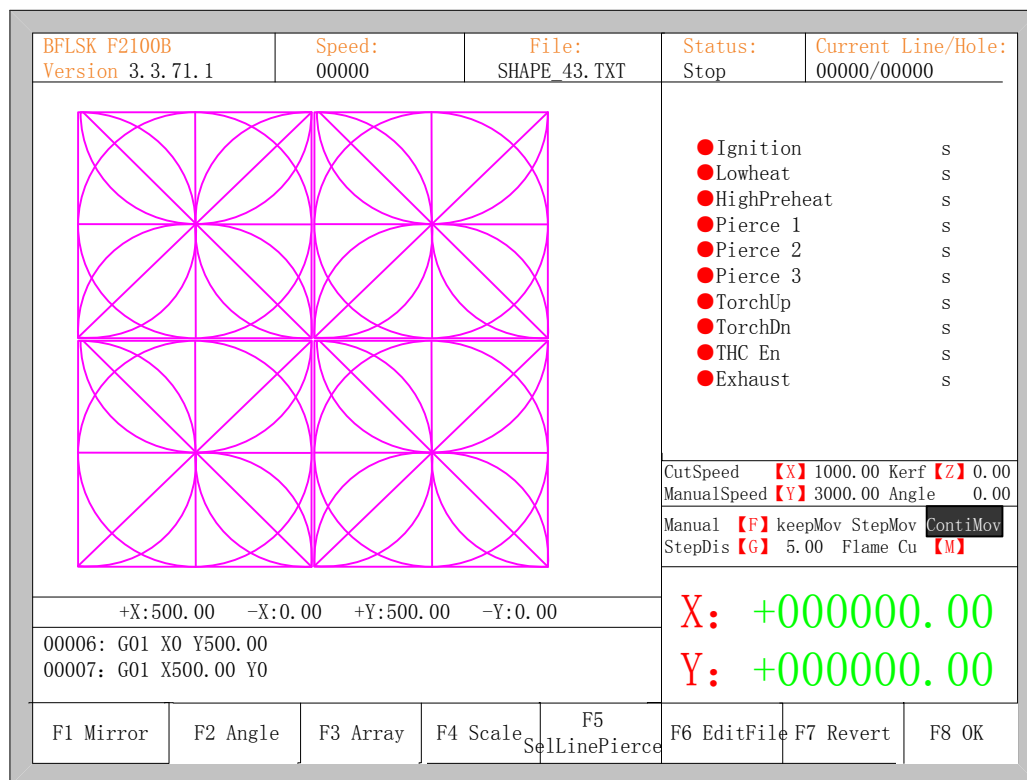 BFLSK F2100B Speed: File: Status: Current Line/Hole:
Version 3.3.71.1 00000 SHAPE_43.TXT Stop 00000/00000
Ignition s
Lowheat s
HighPreheat s
Pierce 1 s
Pierce 2 s
Pierce 3 s
TorchUp s
TorchDn s
THC En s
Exhaust s
CutSpeed 【X】 1000.00 Kerf 【Z】 0.00
ManualSpeed 【Y】 3000.00 Angle 0.00
Manual 【F】 keepMov StepMov ContiMov
StepDis 【G】 5.00 Flame Cu 【M】
+X:500.00 -X:0.00 +Y:500.00 -Y:0.00
00006: G01 X0 Y500.00
00007: G01 X500.00 Y0
X: +000000.00
Y: +000000.00
F1 Mirror F2 Angle F3 Array F4 Scale F5 SelLinePierce F6 EditFile F7 Revert F8 OK